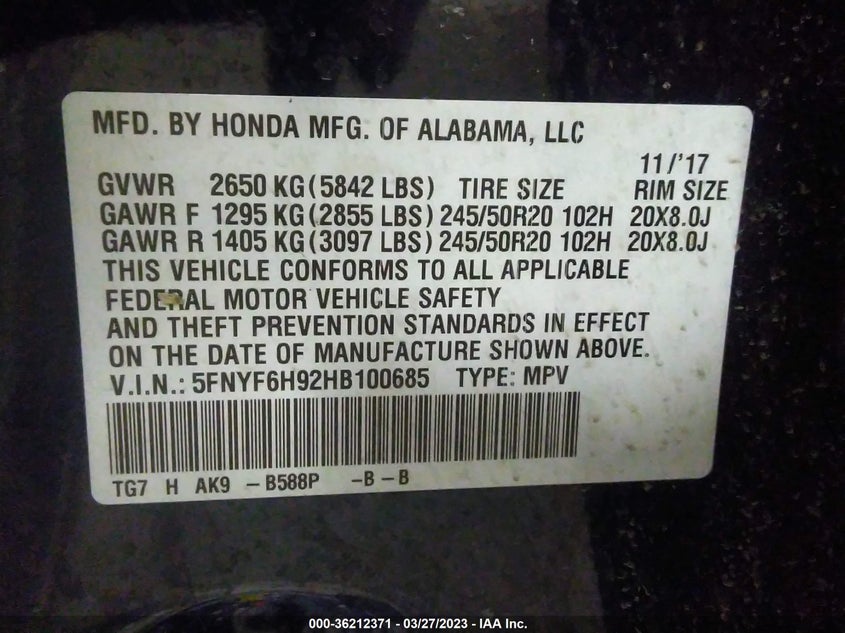 MFD. BY HONDA MFG. OF ALABAMA, LLC
11/'17
GVWR 2650 KG (5842 LBS) TIRE SIZE RIM SIZE
GAWR F 1295 KG (2855 LBS) 245/50R20 102H 20X8.0J
GAWR R 1405 KG (3097 LBS) 245/50R20 102H 20X8.0J
THIS VEHICLE CONFORMS TO ALL APPLICABLE
FEDERAL MOTOR VEHICLE SAFETY
AND THEFT PREVENTION STANDARDS IN EFFECT
ON THE DATE OF MANUFACTURE SHOWN ABOVE.
V.I.N.: 5FNYF6H92HB100685 TYPE: MPV
TG7 H AK9 -B588P -B -B
000-36212371 | 03/27/2023 | IAA Inc.